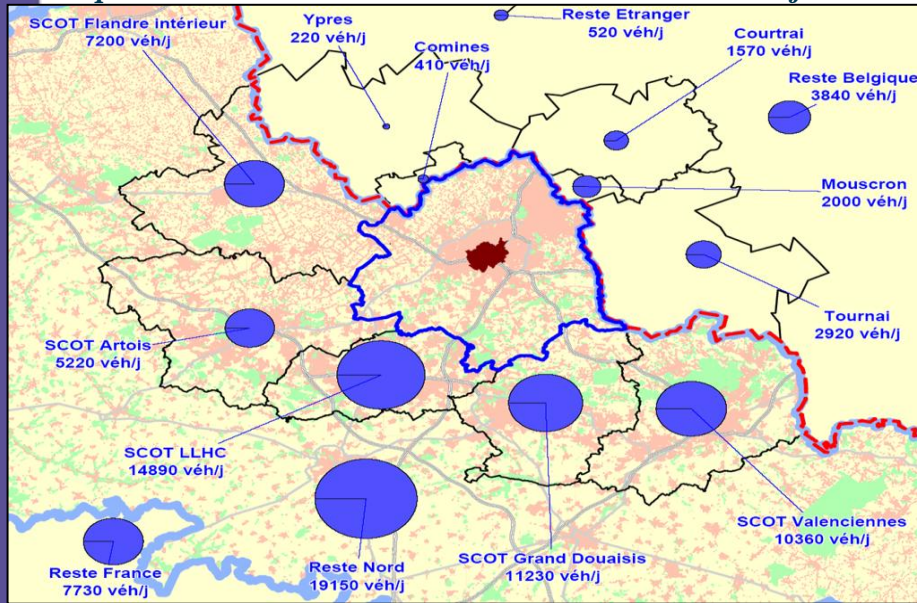 SCOT Flandre intérieur
7200 véh/j
Ypres
220 véh/j
Comines
410 véh/j
Reste Etranger
520 véh/j
Courtrai
1570 véh/j
Reste Belgique
3840 véh/j
Mouscron
2000 véh/j
Tournai
2920 véh/j
SCOT Artois
5220 véh/j
SCOT LLHC
14890 véh/j
Reste France
7730 véh/j
Reste Nord
19150 véh/j
SCOT Grand Douaisis
11230 véh/j
SCOT Valenciennes
10360 véh/j